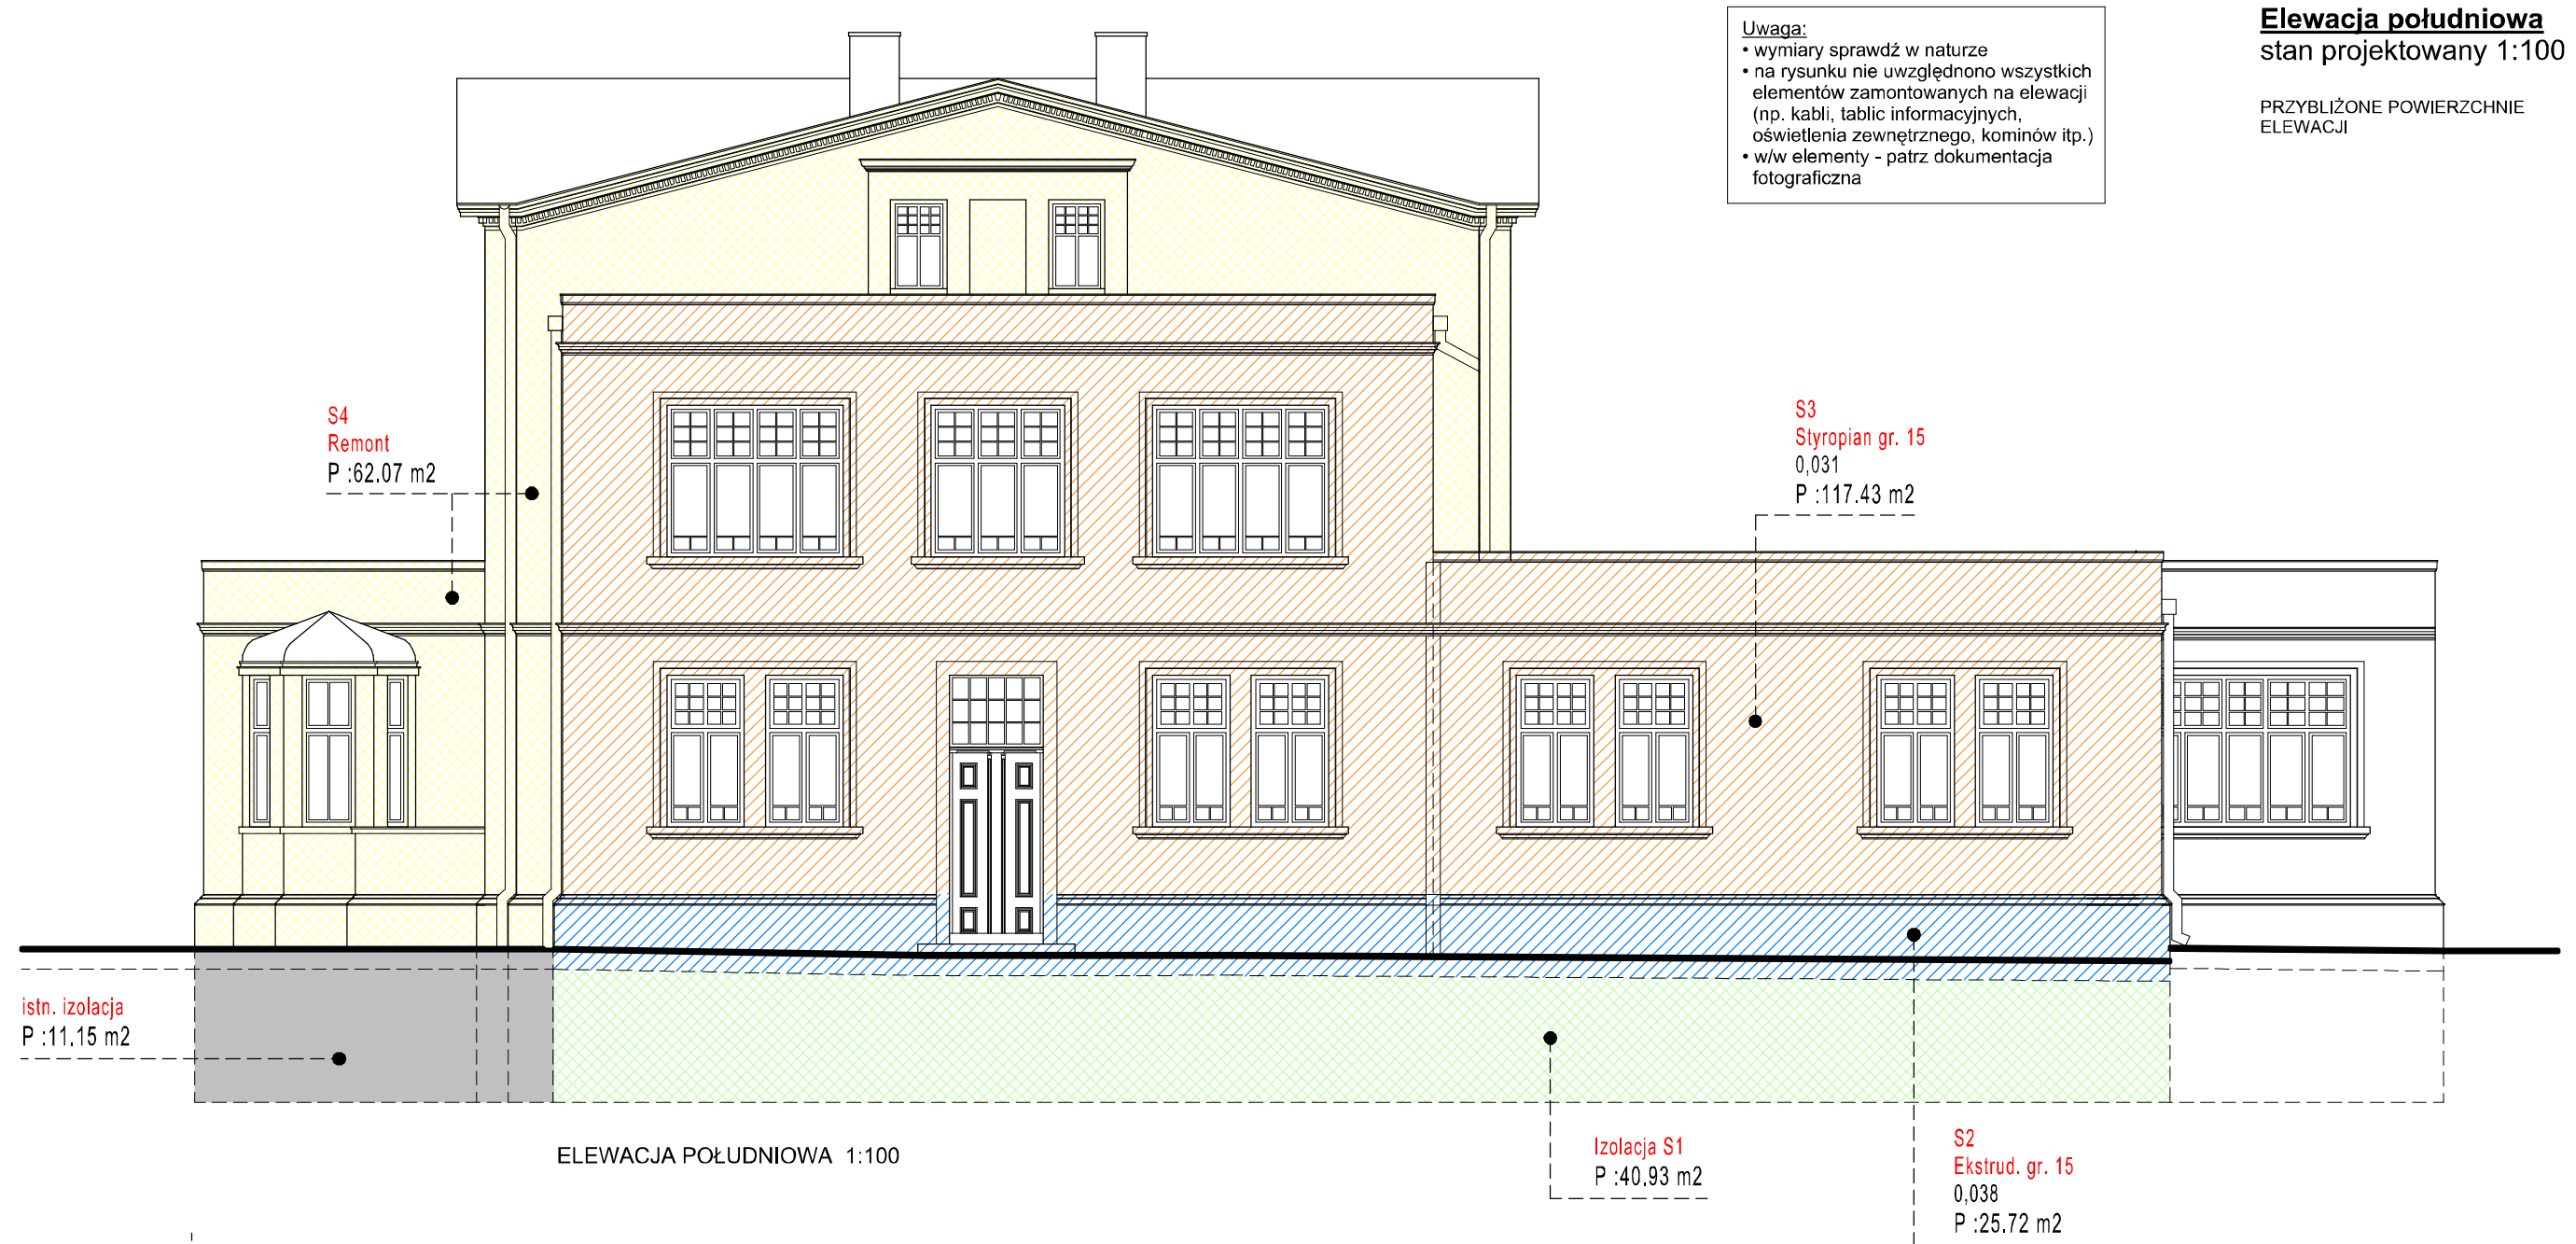 Uwaga:
• wymiary sprawdź w naturze
• na rysunku nie uwzględnono wszystkich
elementów zamontowanych na elewacji
(np. kabli, tablic informacyjnych,
oświetlenia zewnętrznego, kominów itp.)
• w/w elementy - patrz dokumentacja
fotograficzna
Elewacja południowa
stan projektowany 1:100
PRZYBLIŻONE POWIERZCHNIE
ELEWACJI
S4
Remont
P :62.07 m2
S3
Styropian gr. 15
0,031
P :117.43 m2
istn. izolacja
P :11.15 m2
ELEWACJA POŁUDNIOWA 1:100
Izolacja S1
P :40.93 m2
S2
Ekstrud. gr. 15
0,038
P :25.72 m2